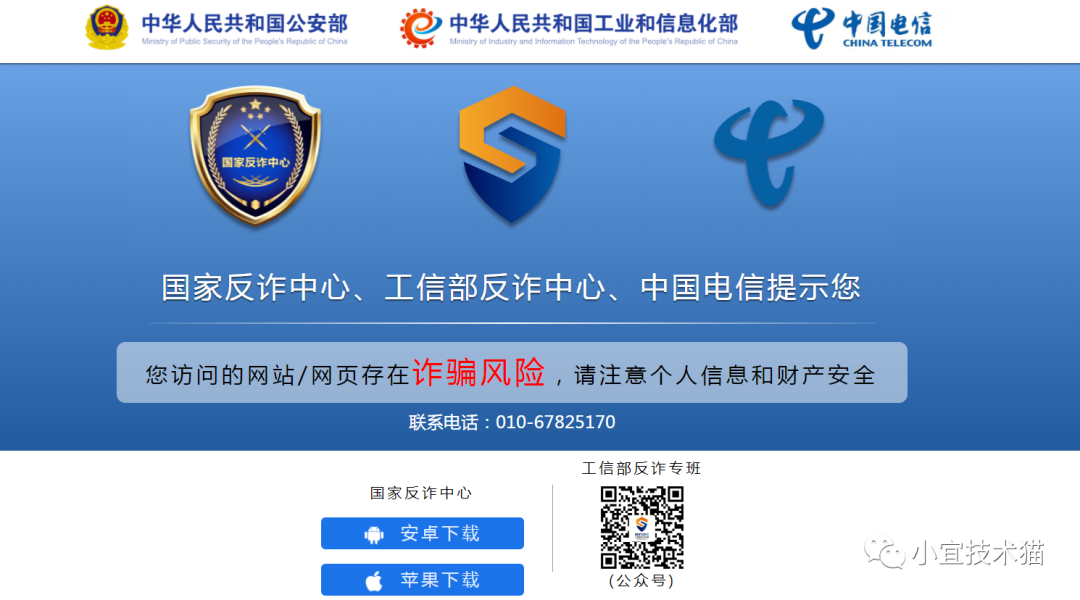 中华人民共和国公安部
Ministry of Public Security of the People's Republic of China
中华人民共和国工业和信息化部
Ministry of Industry and Information Technology of the People's Republic of China
中国电信
CHINA TELECOM
国家反诈中心
国家反诈中心、工信部反诈中心、中国电信提示您
您访问的网站/网页存在诈骗风险，请注意个人信息和财产安全
联系电话：010-67825170
国家反诈中心
安卓下载
苹果下载
工信部反诈专班
(公众号)
小宜技术猫